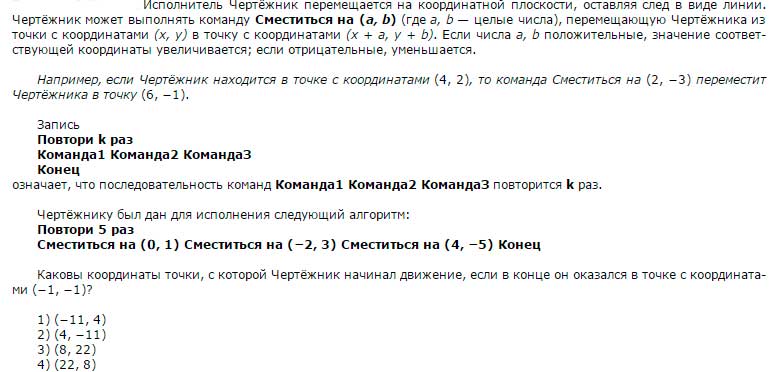 Исполнитель Чертёжник перемещается на координатной плоскости, оставляя след в виде линии.
Чертёжник может выполнять команду Сместиться на (a, b) (где a, b — целые числа), перемещающую Чертёжника из
точки с координатами (x, y) в точку с координатами (x + a, y + b). Если числа a, b положительные, значение соответ-
ствующей координаты увеличивается; если отрицательные, уменьшается.
Например, если Чертёжник находится в точке с координатами (4, 2), то команда Сместиться на (2, −3) переместит
Чертёжника в точку (6, −1).
Запись
Повтори k раз
Команда1 Команда2 Команда3
Конец
означает, что последовательность команд Команда1 Команда2 Команда3 повторится k раз.
Чертёжнику был дан для исполнения следующий алгоритм:
Повтори 5 раз
Сместиться на (0, 1) Сместиться на (−2, 3) Сместиться на (4, −5) Конец
Каковы координаты точки, с которой Чертёжник начинал движение, если в конце он оказался в точке с координата-
ми (−1, −1)?
1) (−11, 4)
2) (4, −11)
3) (8, 22)
4) (22, 8)